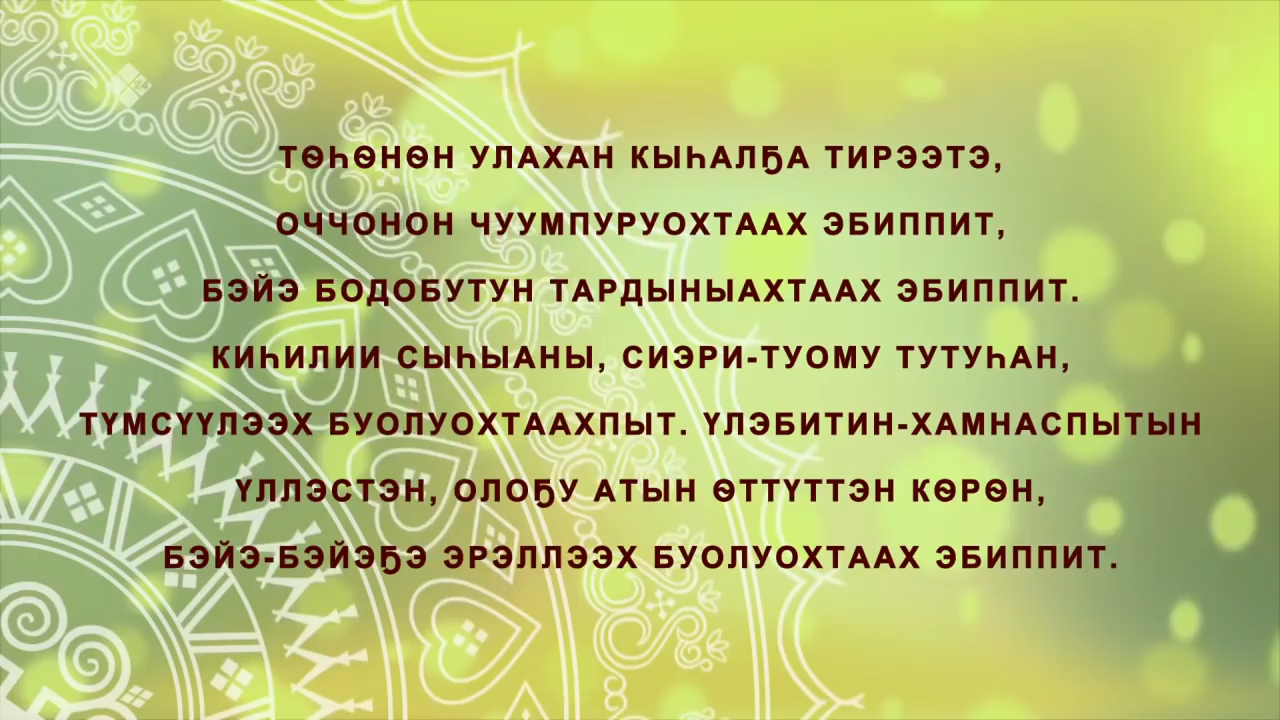 ТӨҺӨНӨН УЛАХАН КЫҺАЛҔА ТИРЭЭТЭ,
ОЧЧОНОН ЧУУМПУРУОХТААХ ЭБИППИТ,
БЭЙЭ БОДОБУТУН ТАРДЫНЫАХТААХ ЭБИППИТ.
КИҺИЛИИ СЫҺЫАНЫ, СИЭРИ-ТУОМУ ТУТУҺАН,
ТҮМСҮҮЛЭЭХ БУОЛУОХТААХПЫТ. ҮЛЭБИТИН-ХАМНАСПЫТЫН
ҮЛЛЭСТЭН, ОЛОҔУ АТЫН ӨТТҮТТЭН КӨРӨН,
БЭЙЭ-БЭЙЭҔЭ ЭРЭЛЛЭЭХ БУОЛУОХТААХ ЭБИППИТ.